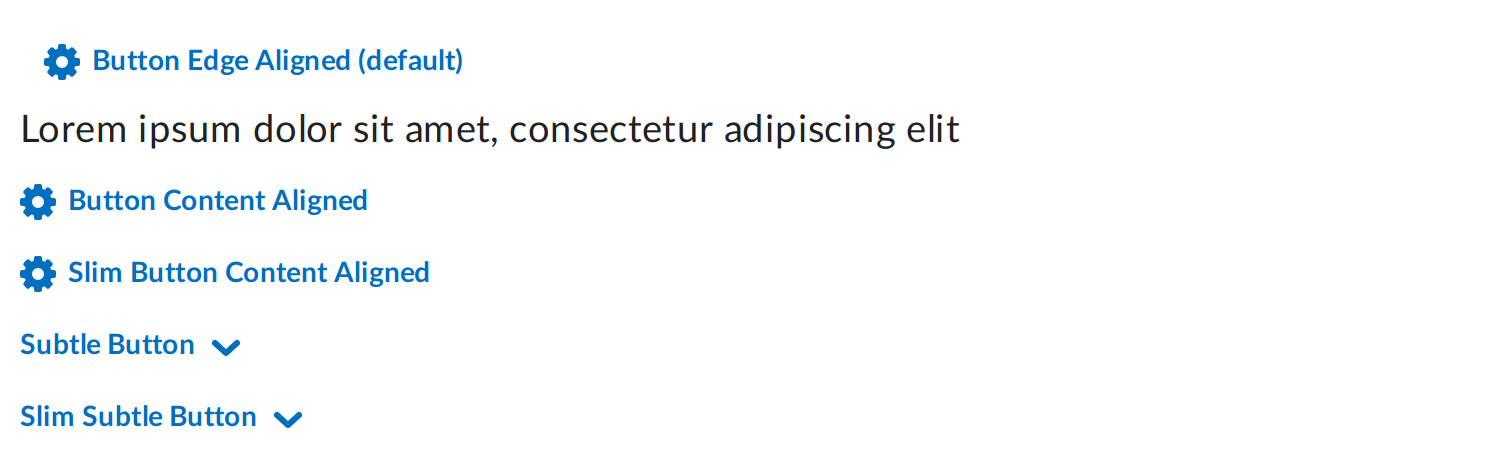 Button Edge Aligned (default)
Lorem ipsum dolor sit amet, consectetur adipiscing elit
Button Content Aligned
Slim Button Content Aligned
Subtle Button
Slim Subtle Button